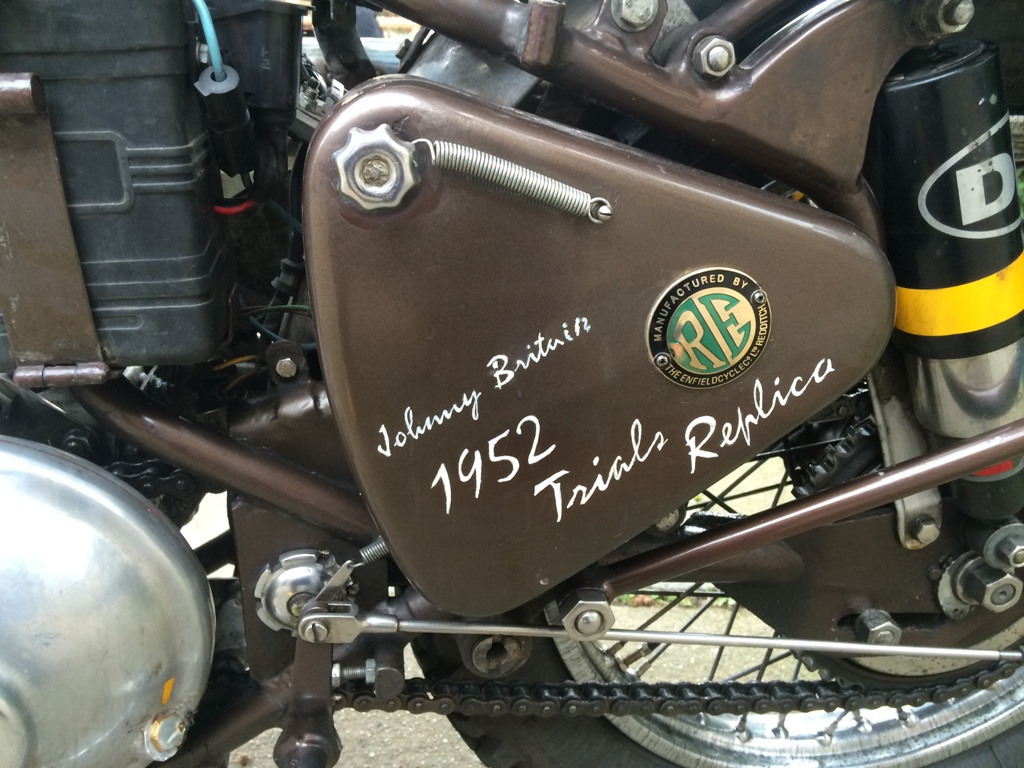 MANUFACTURED BY
RE
THE ENFIELD CYCLE Co LTD REDDITCH
Johnny Britain
1952
Trials Replica
D